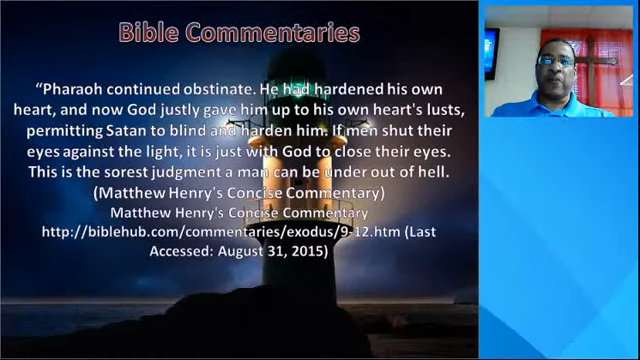 Bible Commentaries
“Pharaoh continued obstinate. He had hardened his own
heart, and now God justly gave him up to his own heart's lusts,
permitting Satan to blind and harden him. If men shut their
eyes against the light, it is just with God to close their eyes.
This is the sorest judgment a man can be under out of hell.
(Matthew Henry's Concise Commentary)
Matthew Henry's Concise Commentary
http://biblehub.com/commentaries/exodus/9-12.htm (Last
Accessed: August 31, 2015)